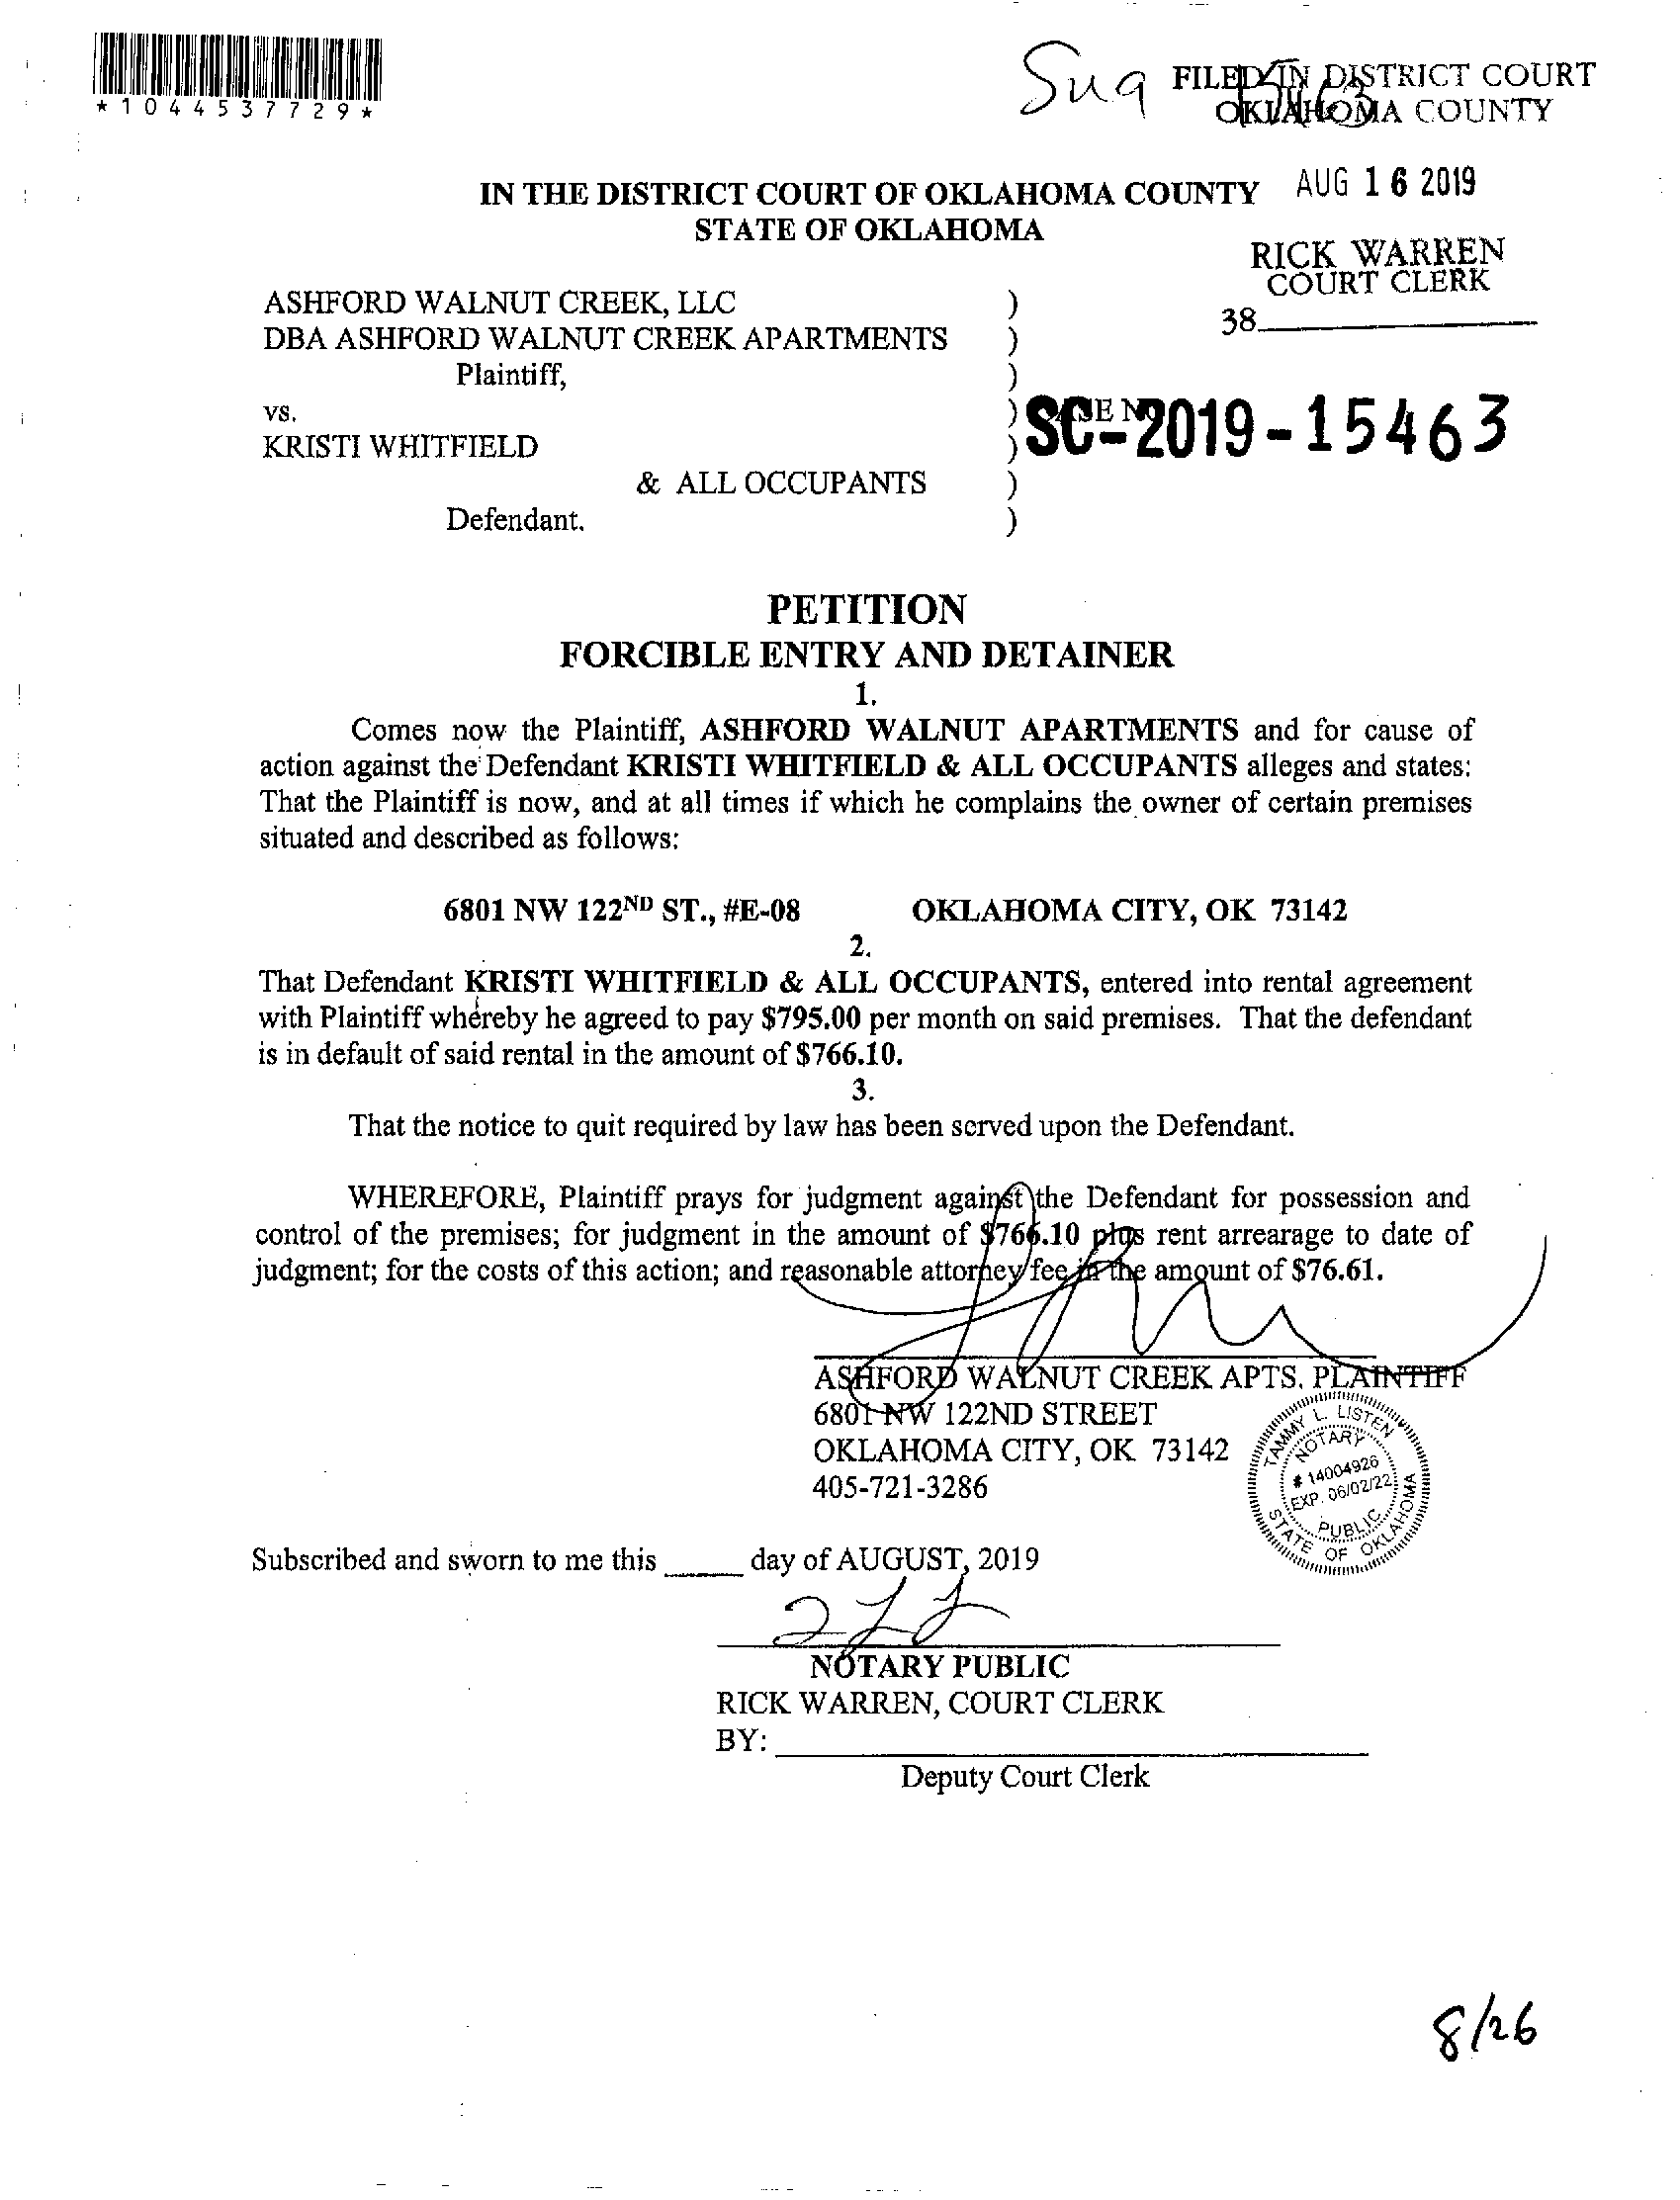 *1044537729*
FILED IN DISTRICT COURT
OKLAHOMA COUNTY
15463
AUG 16 2019
RICK WARREN
COURT CLERK
38
IN THE DISTRICT COURT OF OKLAHOMA COUNTY
STATE OF OKLAHOMA
ASHFORD WALNUT CREEK, LLC )
DBA ASHFORD WALNUT CREEK APARTMENTS )
Plaintiff, )
vs. ) SC-2019-15463
KRISTI WHITFIELD )
& ALL OCCUPANTS )
Defendant. )
PETITION
FORCIBLE ENTRY AND DETAINER
1.
Comes now the Plaintiff, ASHFORD WALNUT APARTMENTS and for cause of
action against the Defendant KRISTI WHITFIELD & ALL OCCUPANTS alleges and states:
That the Plaintiff is now, and at all times if which he complains the owner of certain premises
situated and described as follows:
6801 NW 122ND ST., #E-08 OKLAHOMA CITY, OK 73142
2.
That Defendant KRISTI WHITFIELD & ALL OCCUPANTS, entered into rental agreement
with Plaintiff whereby he agreed to pay $795.00 per month on said premises. That the defendant
is in default of said rental in the amount of $766.10.
3.
That the notice to quit required by law has been served upon the Defendant.
WHEREFORE, Plaintiff prays for judgment against the Defendant for possession and
control of the premises; for judgment in the amount of $766.10 plus rent arrearage to date of
judgment; for the costs of this action; and reasonable attorney fee in the amount of $76.61.
ASHFORD WALNUT CREEK APTS. PLAINTIFF
6801 NW 122ND STREET
OKLAHOMA CITY, OK 73142
405-721-3286
TAMMY L. LISTEN
NOTARY
# 14004926
EXP. 06/02/22
PUBLIC
STATE OF OKLAHOMA
Subscribed and sworn to me this ____ day of AUGUST, 2019
NOTARY PUBLIC
RICK WARREN, COURT CLERK
BY:
Deputy Court Clerk
8/26